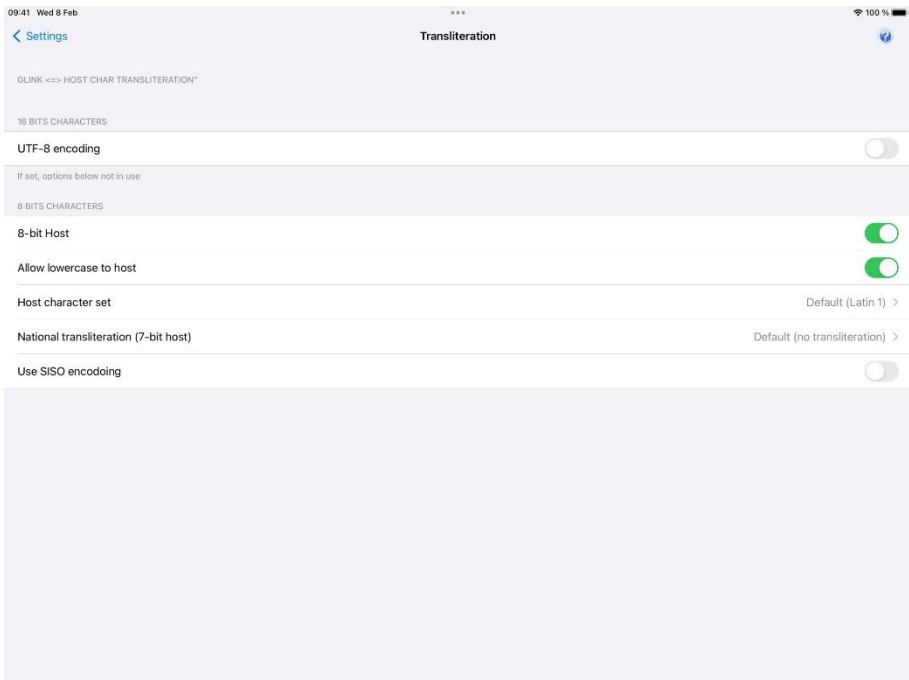 09:41 Wed 8 Feb 100 %
Settings Transliteration ?
GLINK <=> HOST CHAR TRANSLITERATION"
16 BITS CHARACTERS
UTF-8 encoding
If set, options below not in use
8 BITS CHARACTERS
8-bit Host
Allow lowercase to host
Host character set Default (Latin 1)
National transliteration (7-bit host) Default (no transliteration)
Use SISO encodoing